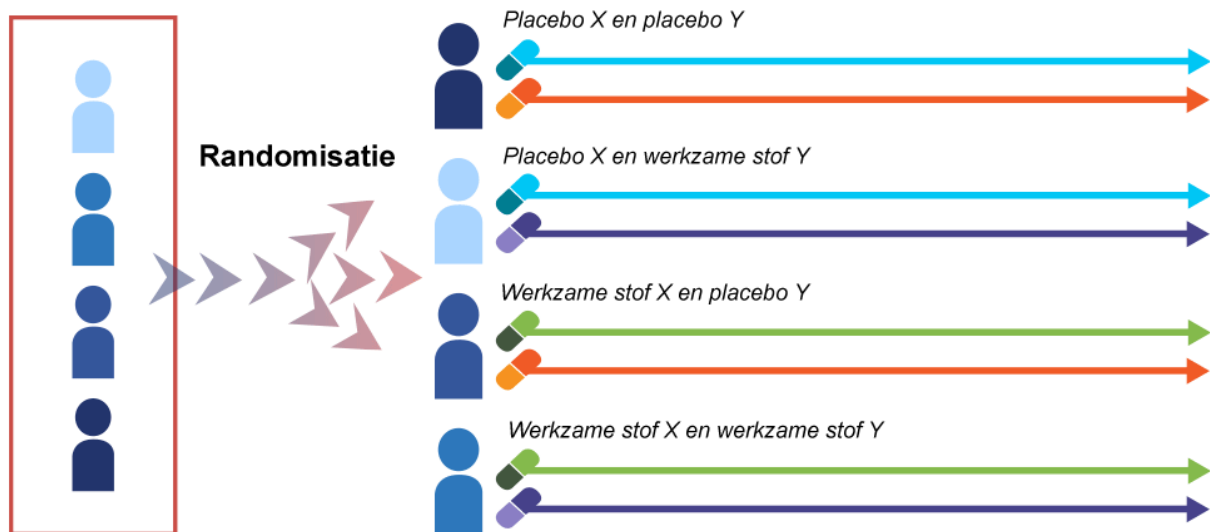 Placebo X en placebo Y
Randomisatie
Placebo X en werkzame stof Y
Werkzame stof X en placebo Y
Werkzame stof X en werkzame stof Y